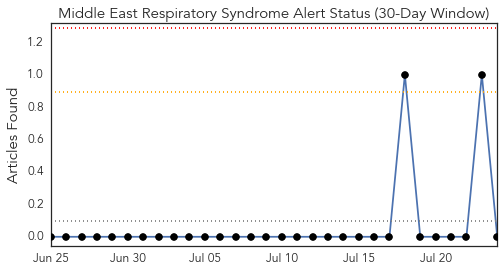 Middle East Respiratory Syndrome Alert Status (30-Day Window)
Articles Found
1.2
1.0
0.8
0.6
0.4
0.2
0.0
Jun 25 Jun 30 Jul 05 Jul 10 Jul 15 Jul 20